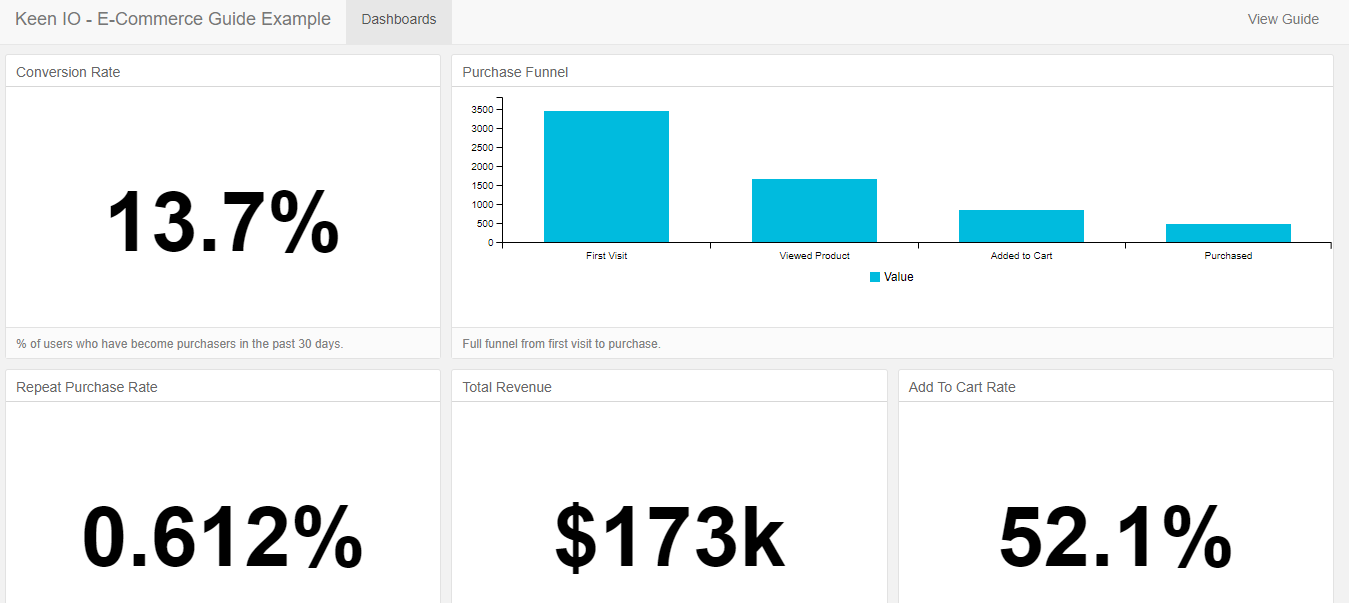 Keen IO - E-Commerce Guide Example
Dashboards
View Guide
Conversion Rate
13.7%
% of users who have become purchasers in the past 30 days.
Purchase Funnel
3500
3000
2500
2000
1500
1000
500
0
First Visit
Viewed Product
Added to Cart
Purchased
Value
Full funnel from first visit to purchase.
Repeat Purchase Rate
0.612%
Total Revenue
$173k
Add To Cart Rate
52.1%